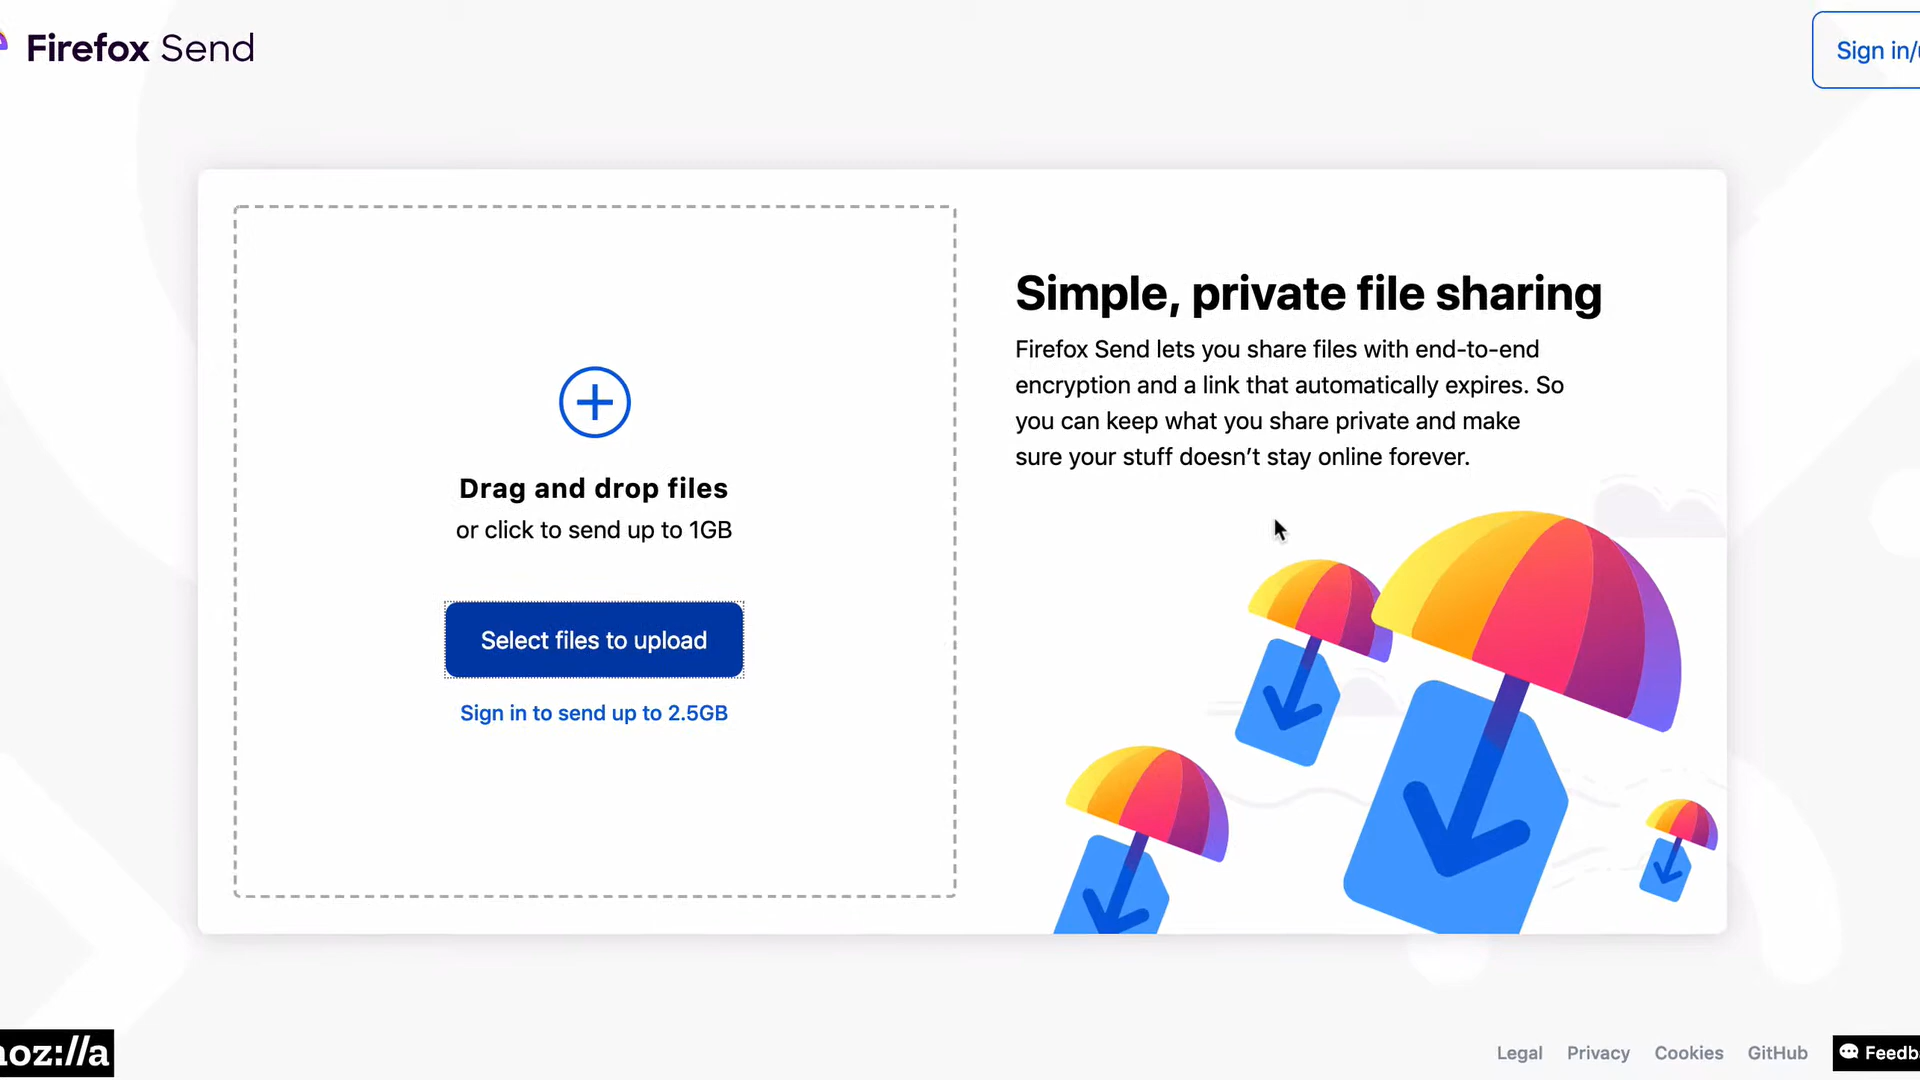 Firefox Send
Sign in/
Drag and drop files
or click to send up to 1GB
Select files to upload
Sign in to send up to 2.5GB
Simple, private file sharing
Firefox Send lets you share files with end-to-end
encryption and a link that automatically expires. So
you can keep what you share private and make
sure your stuff doesn’t stay online forever.
oz://a
Legal Privacy Cookies GitHub Feedba